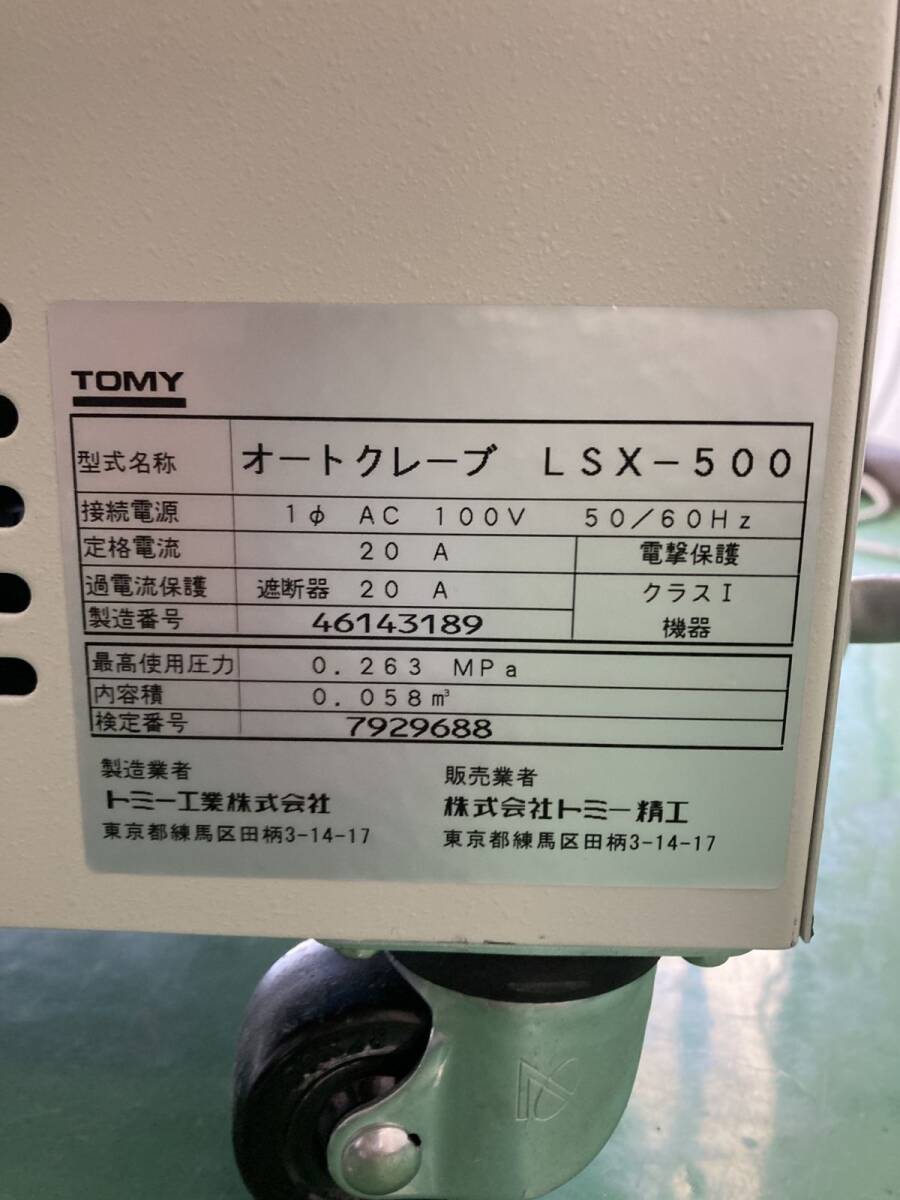 TOMY
型式名称 オートクレーブ LSX-500
接続電源 1φ AC 100V 50/60Hz
定格電流 20 A 電撃保護
過電流保護 遮断器 20 A クラスⅠ
製造番号 46143189 機器
最高使用圧力 0.263 MPa
内容積 0.058㎥
検定番号 7929688
製造業者 販売業者
トミー工業株式会社 株式会社トミー精工
東京都練馬区田柄3-14-17 東京都練馬区田柄3-14-17